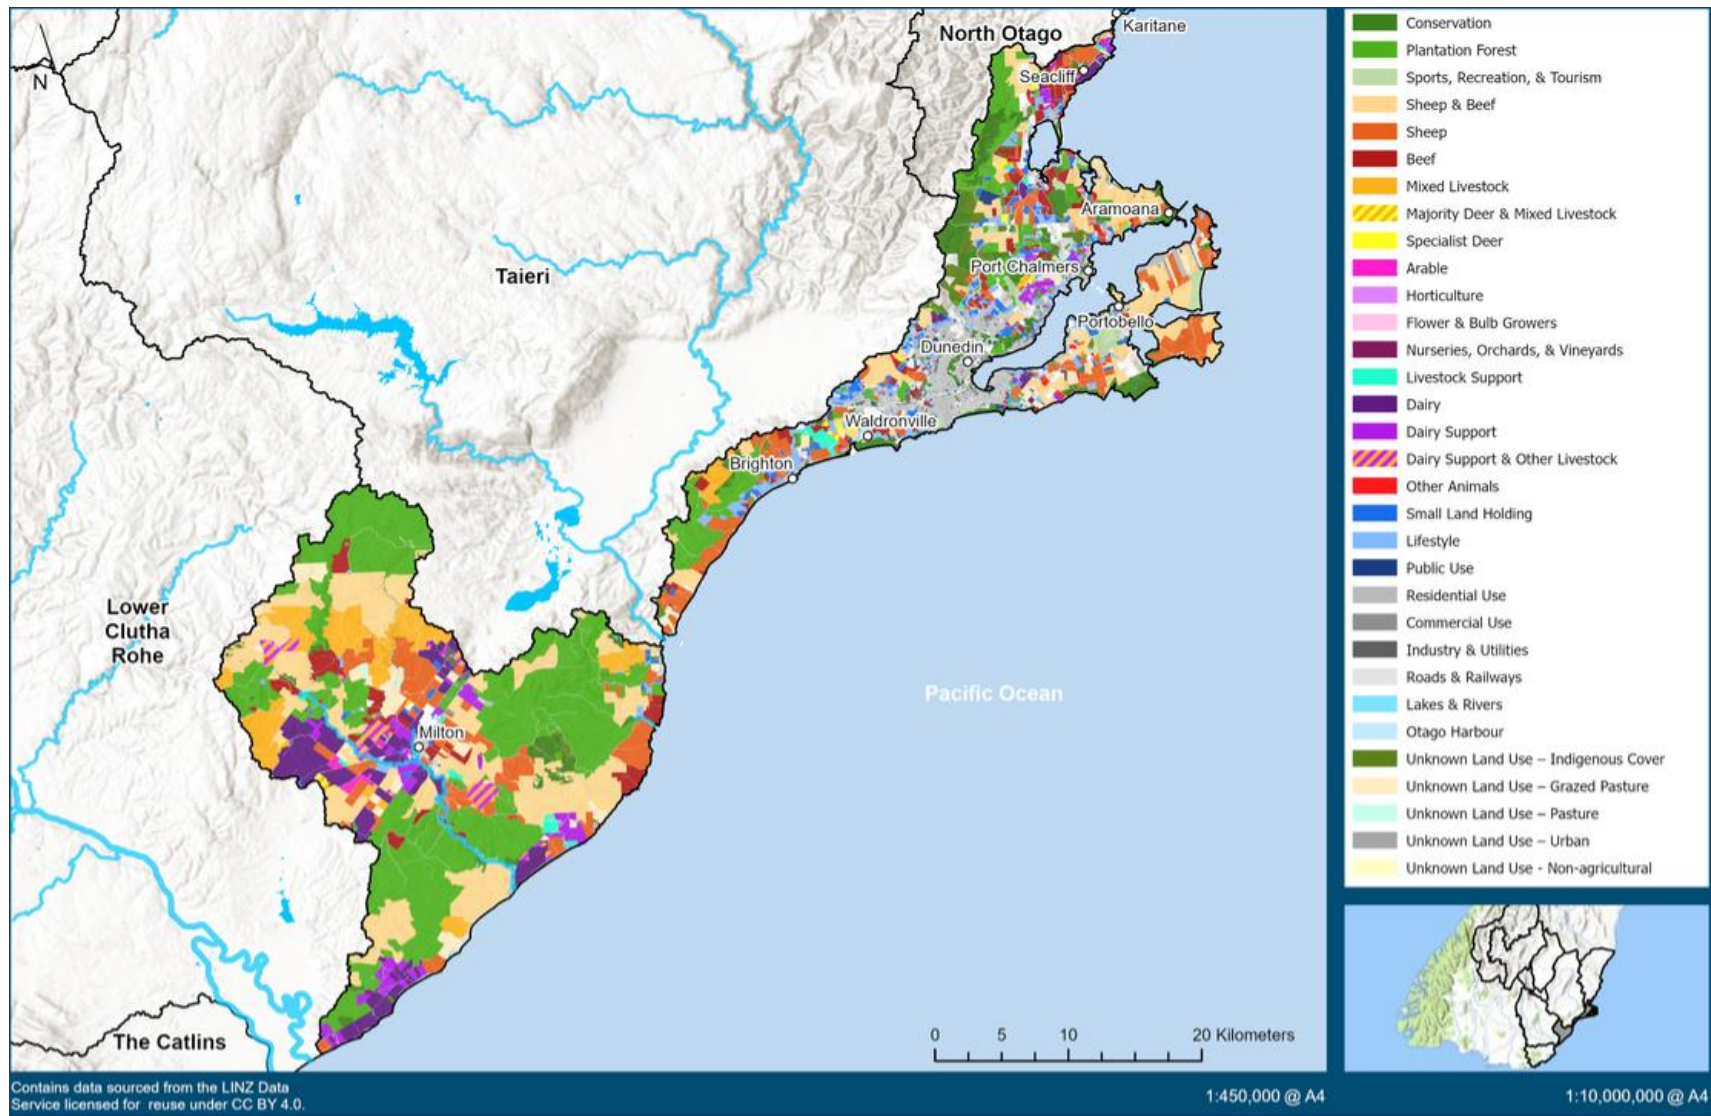 Karitane
North Otago
N
Seacliff
Aramoana
Taieri
Port Chalmers
Portobello
Dunedin
Waldronville
Brighton
Lower
Clutha
Rohe
Pacific Ocean
Milton
The Catlins
0 5 10 20 Kilometers
Contains data sourced from the LINZ Data
Service licensed for reuse under CC BY 4.0.
1:450,000 @ A4
Conservation
Plantation Forest
Sports, Recreation, & Tourism
Sheep & Beef
Sheep
Beef
Mixed Livestock
Majority Deer & Mixed Livestock
Specialist Deer
Arable
Horticulture
Flower & Bulb Growers
Nurseries, Orchards, & Vineyards
Livestock Support
Dairy
Dairy Support
Dairy Support & Other Livestock
Other Animals
Small Land Holding
Lifestyle
Public Use
Residential Use
Commercial Use
Industry & Utilities
Roads & Railways
Lakes & Rivers
Otago Harbour
Unknown Land Use – Indigenous Cover
Unknown Land Use – Grazed Pasture
Unknown Land Use – Pasture
Unknown Land Use – Urban
Unknown Land Use - Non-agricultural
1:10,000,000 @ A4